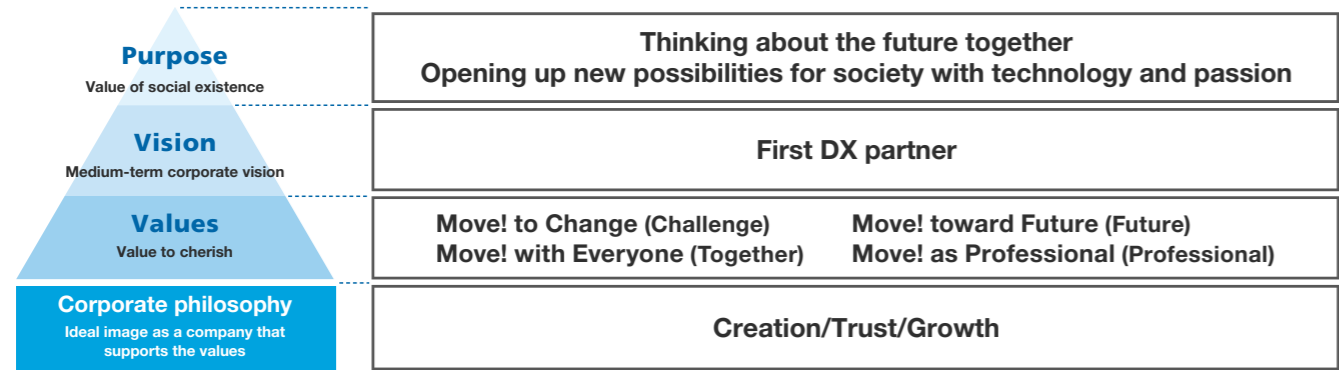 Purpose
Value of social existence
Thinking about the future together
Opening up new possibilities for society with technology and passion
Vision
Medium-term corporate vision
First DX partner
Values
Value to cherish
Move! to Change (Challenge)
Move! toward Future (Future)
Move! with Everyone (Together)
Move! as Professional (Professional)
Corporate philosophy
Ideal image as a company that
supports the values
Creation/Trust/Growth